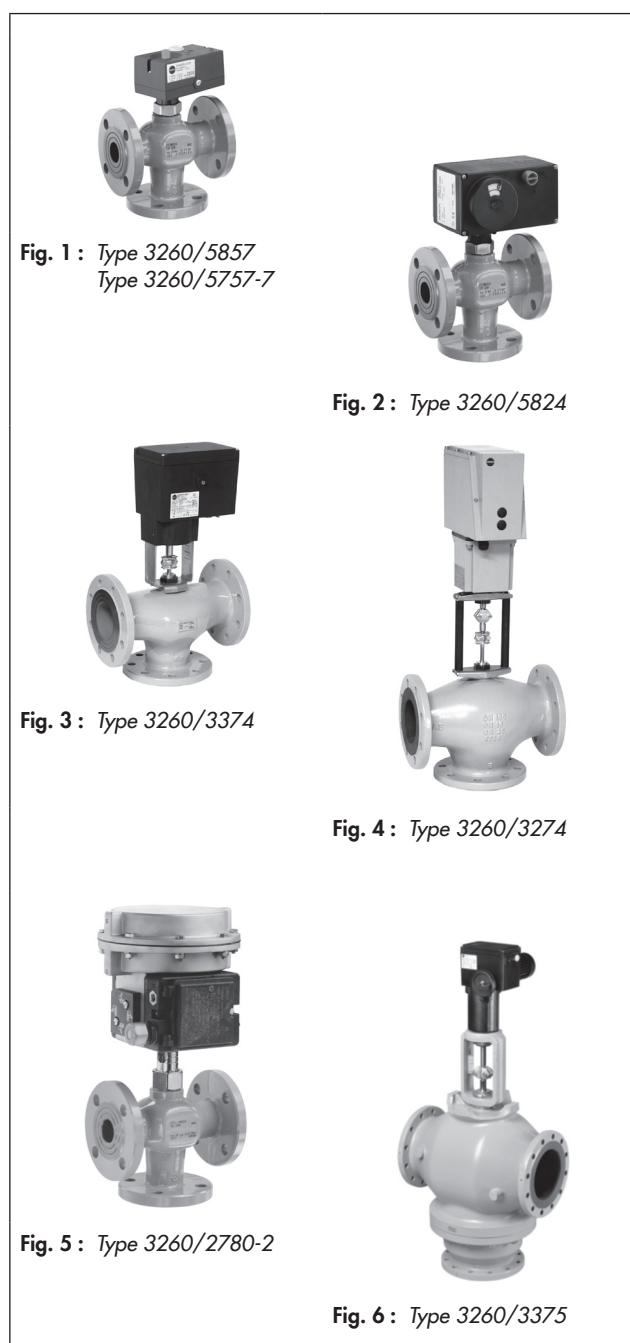 Fig. 1 : Type 3260/5857
Type 3260/5757-7
Fig. 2 : Type 3260/5824
Fig. 3 : Type 3260/3374
Fig. 4 : Type 3260/3274
Fig. 5 : Type 3260/2780-2
Fig. 6 : Type 3260/3375